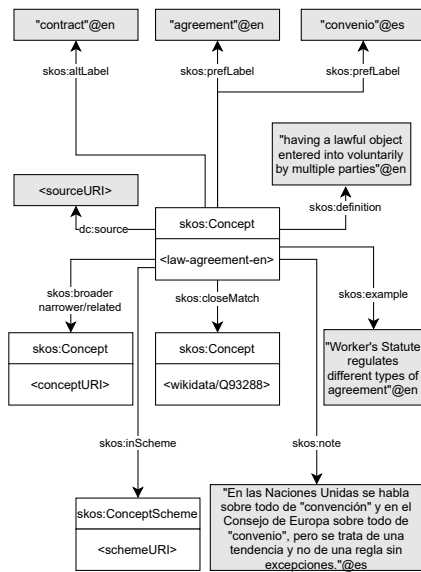 "contract"@en
"agreement"@en
"convenio"@es
skos:altLabel
skos:prefLabel
skos:prefLabel
"having a lawful object
entered into voluntarily
by multiple parties"@en
<sourceURI>
skos:definition
dc:source
skos:Concept
<law-agreement-en>
skos:broader
narrower/related
skos:closeMatch
skos:example
skos:Concept
<conceptURI>
skos:Concept
<wikidata/Q93288>
"Worker's Statute
regulates
different types of
agreement"@en
skos:inScheme
skos:note
skos:ConceptScheme
<schemeURI>
"En las Naciones Unidas se habla
sobre todo de "convención" y en el
Consejo de Europa sobre todo de
"convenio", pero se trata de una
tendencia y no de una regla sin
excepciones."@es